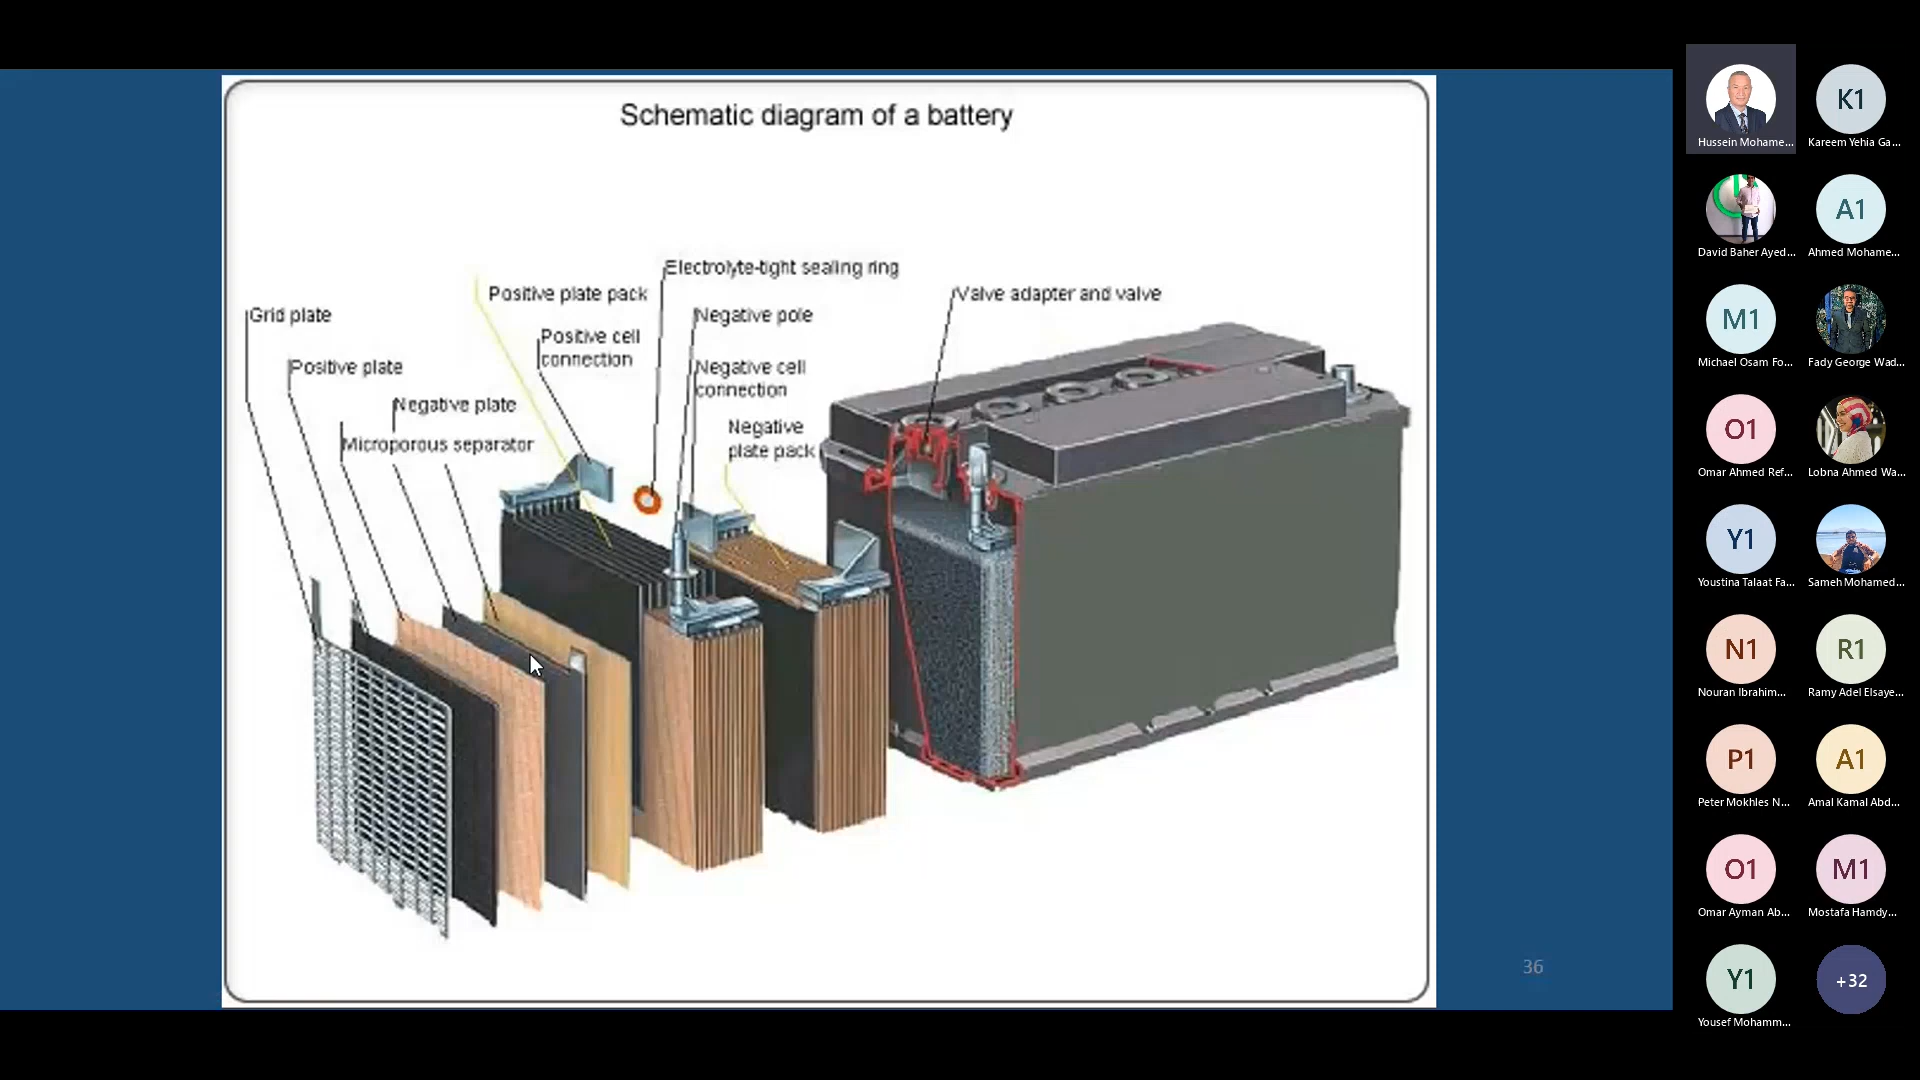 Schematic diagram of a battery
Electrolyte-tight sealing ring
Positive plate pack
Valve adapter and valve
Grid plate
Negative pole
Positive cell
connection
Positive plate
Negative cell
connection
Negative plate
Negative
plate pack
Microporous separator
36
Hussein Mohame...
K1
Kareem Yehia Ga...
David Baher Ayed...
A1
Ahmed Mohame...
M1
Michael Osam Fo...
Fady George Wad...
O1
Omar Ahmed Ref...
Lobna Ahmed Wa...
Y1
Youstina Talaat Fa...
Sameh Mohamed...
N1
Nouran Ibrahim...
R1
Ramy Adel Elsaye...
P1
Peter Mokhles N...
A1
Amal Kamal Abd...
O1
Omar Ayman Ab...
M1
Mostafa Hamdy...
Y1
Yousef Mohamm...
+32